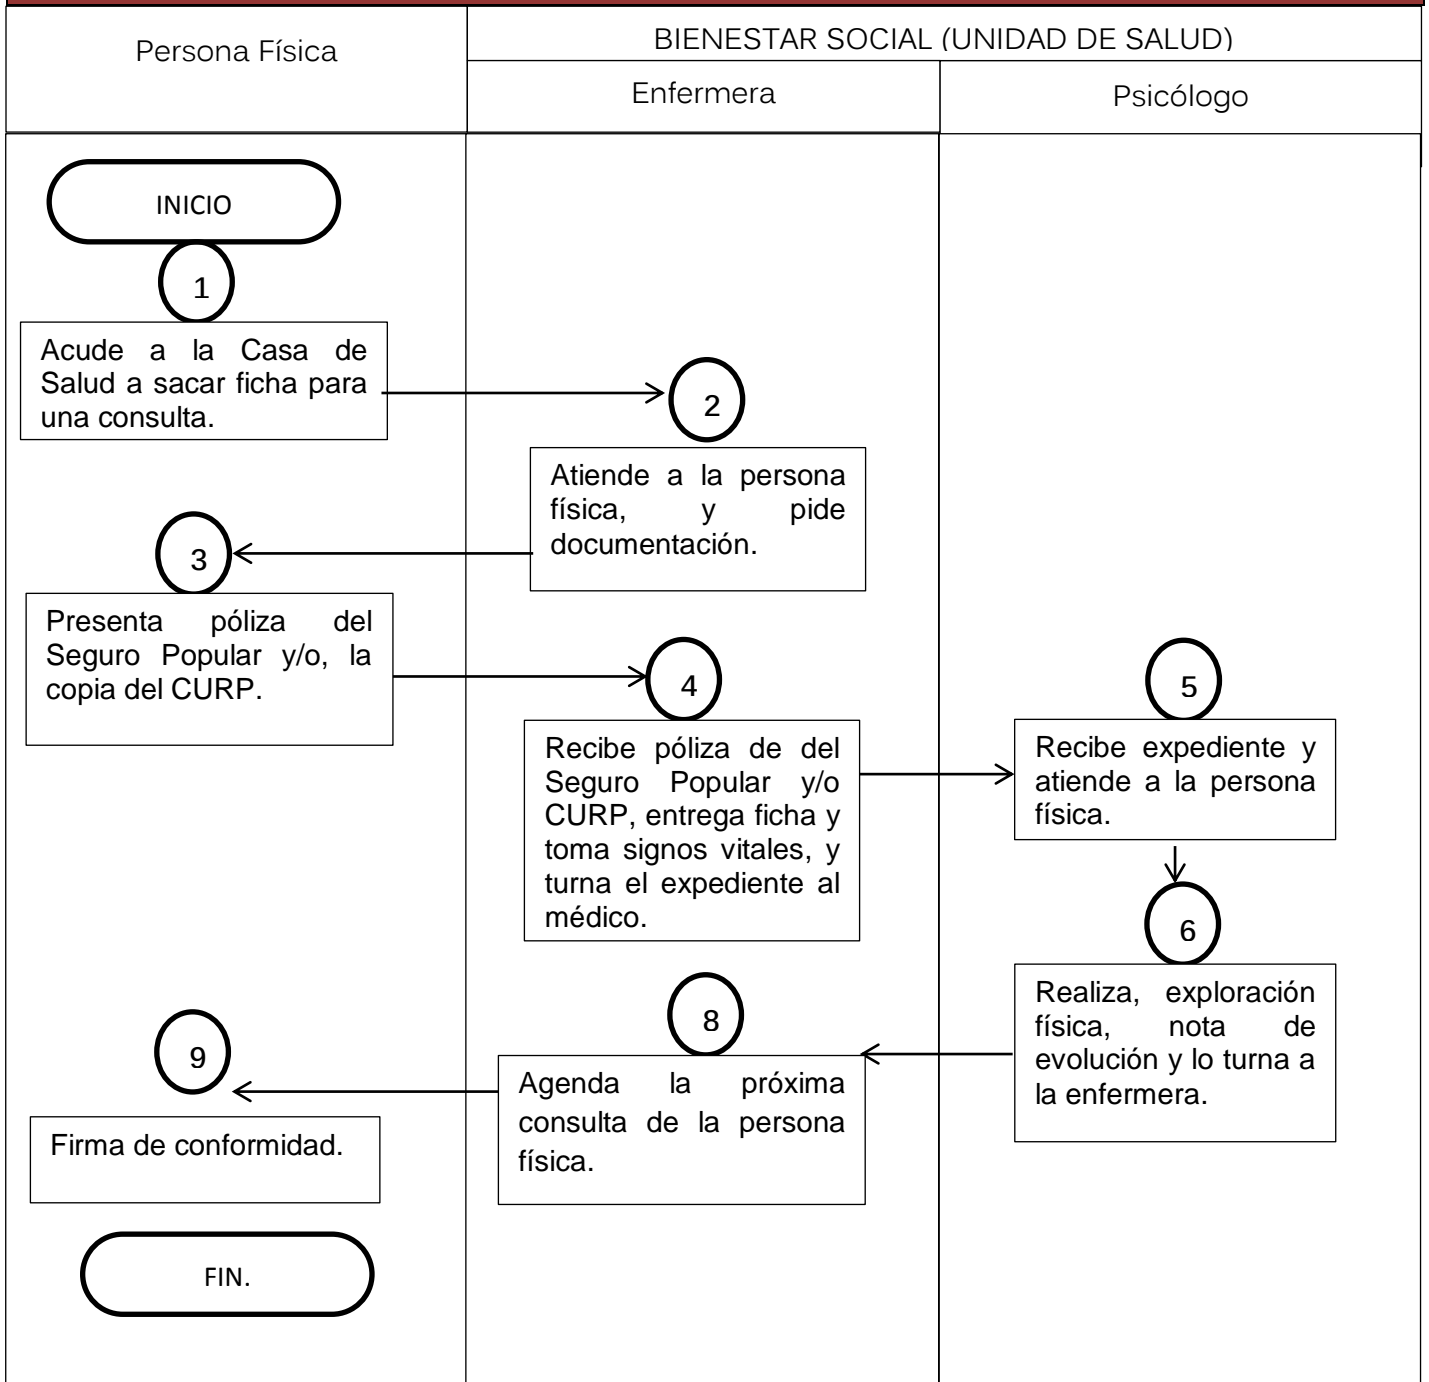 Persona Física
BIENESTAR SOCIAL (UNIDAD DE SALUD)
Enfermera
Psicólogo
INICIO
1
Acude a la Casa de
Salud a sacar ficha para
una consulta.
2
Atiende a la persona
física, y pide
documentación.
3
Presenta póliza del
Seguro Popular y/o, la
copia del CURP.
4
Recibe póliza de del
Seguro Popular y/o
CURP, entrega ficha y
toma signos vitales, y
turna el expediente al
médico.
5
Recibe expediente y
atiende a la persona
física.
6
Realiza, exploración
física, nota de
evolución y lo turna a
la enfermera.
8
Agenda la próxima
consulta de la persona
física.
9
Firma de conformidad.
FIN.